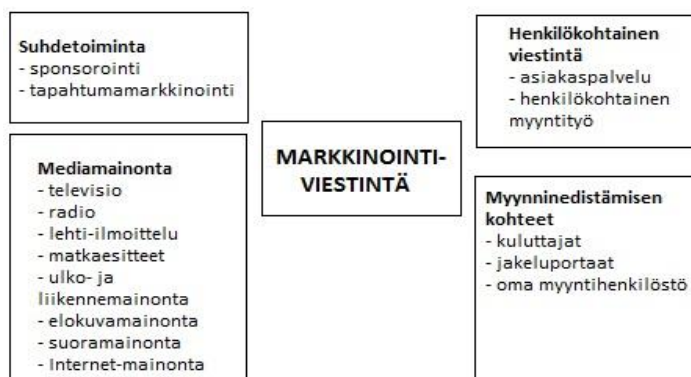 Suhdetoiminta
- sponsorointi
- tapahtumamarkkinointi
Mediamainonta
- televisio
- radio
- lehti-ilmoittelu
- matkaesitteet
- ulko- ja
liikennemainonta
- elokuvamainonta
- suoramainonta
- Internet-mainonta
MARKKINOINTI-
VIESTINTÄ
Henkilökohtainen
viestintä
- asiakaspalvelu
- henkilökohtainen
myyntityö
Myynninedistämisen
kohteet
- kuluttajat
- jakeluportaat
- oma myyntihenkilöstö